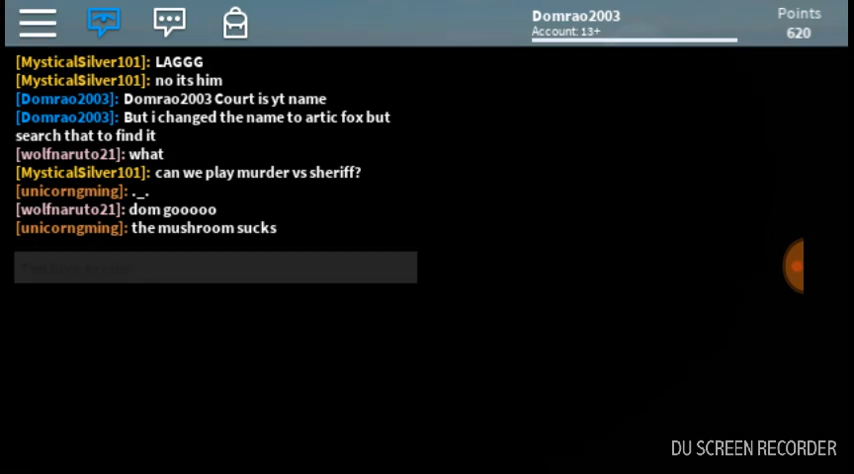 Domrao2003
Account: 13+
Points
620
[MysticalSilver101]: LAGGG
[MysticalSilver101]: no its him
[Domrao2003]: Domrao2003 Court is yt name
[Domrao2003]: But i changed the name to artic fox but
search that to find it
[wolfnaruto21]: what
[MysticalSilver101]: can we play murder vs sheriff?
[unicorngming]: ._.
[wolfnaruto21]: dom gooooo
[unicorngming]: the mushroom sucks
DU SCREEN RECORDER